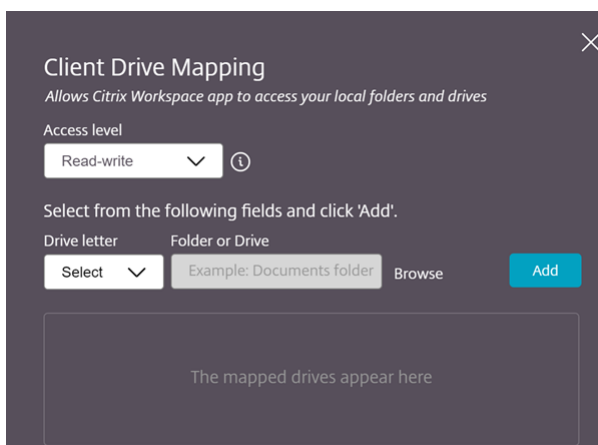 Client Drive Mapping
Allows Citrix Workspace app to access your local folders and drives
Access level
Read-write
Select from the following fields and click 'Add'.
Drive letter
Folder or Drive
Select
Example: Documents folder
Browse
Add
The mapped drives appear here